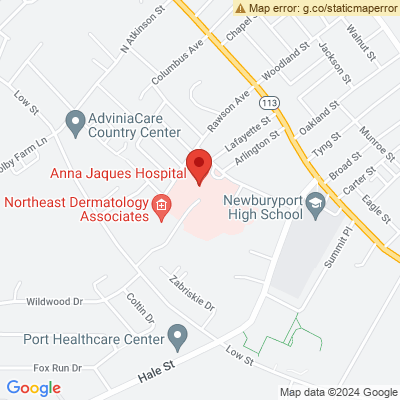 Map error: g.co/staticmaperror
Chapel St
N Atkinson St
Columbus Ave
Walnut St
Jackson St
Woodland St
Low St
Rawson Ave
113
AdviniaCare
Country Center
Lafayette St
Oakland St
Munroe St
Arlington St
Tyng St
olby Farm Ln
Broad St
Anna Jaques Hospital
Carter St
Northeast Dermatology
Associates
Newburyport
High School
Eagle St
Summit Pl
Zabriskie Dr
Wildwood Dr
Coltin Dr
Port Healthcare Center
Low St
Fox Run Dr
Hale St
Google
Map data ©2024 Google